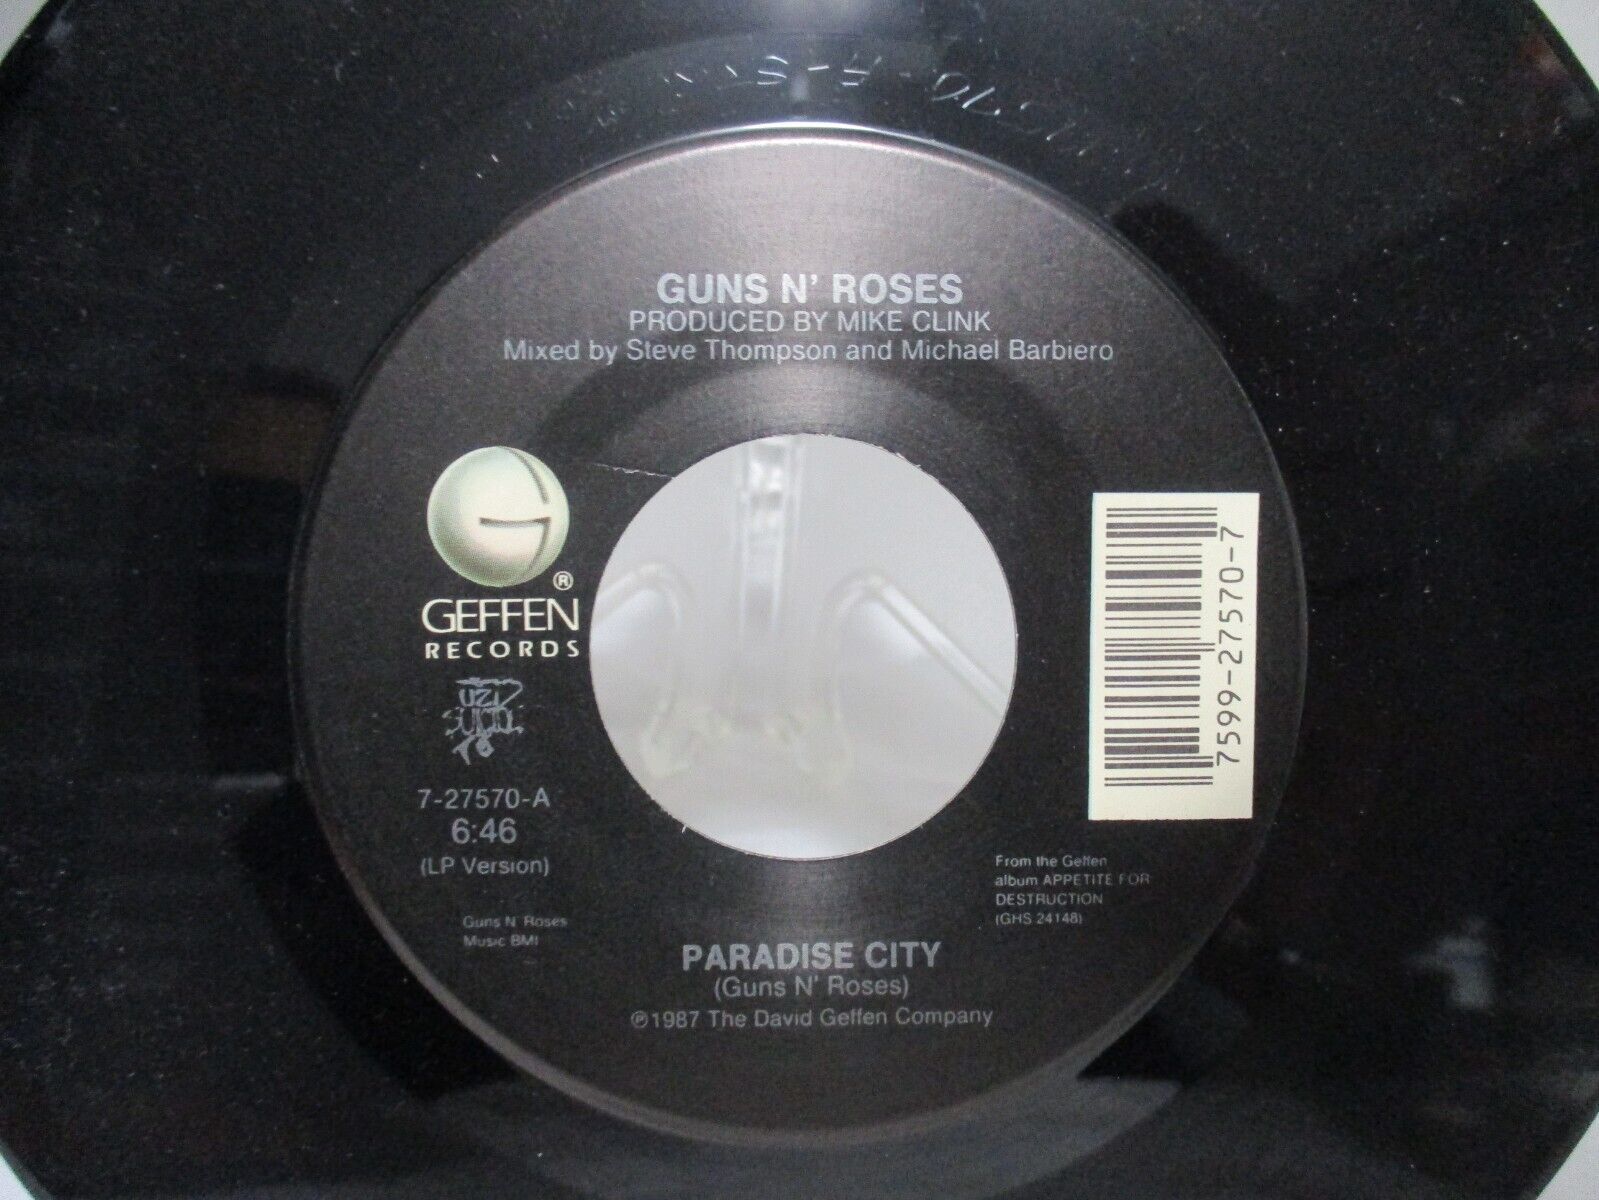 GUNS N' ROSES
PRODUCED BY MIKE CLINK
Mixed by Steve Thompson and Michael Barbiero
®
GEFFEN
RECORDS
UZI
SUICIDE
7-27570-A
6:46
(LP Version)
Guns N' Roses
Music BMI
7599-27570-7
From the Geffen
album APPETITE FOR
DESTRUCTION
(GHS 24148)
PARADISE CITY
(Guns N' Roses)
℗1987 The David Geffen Company